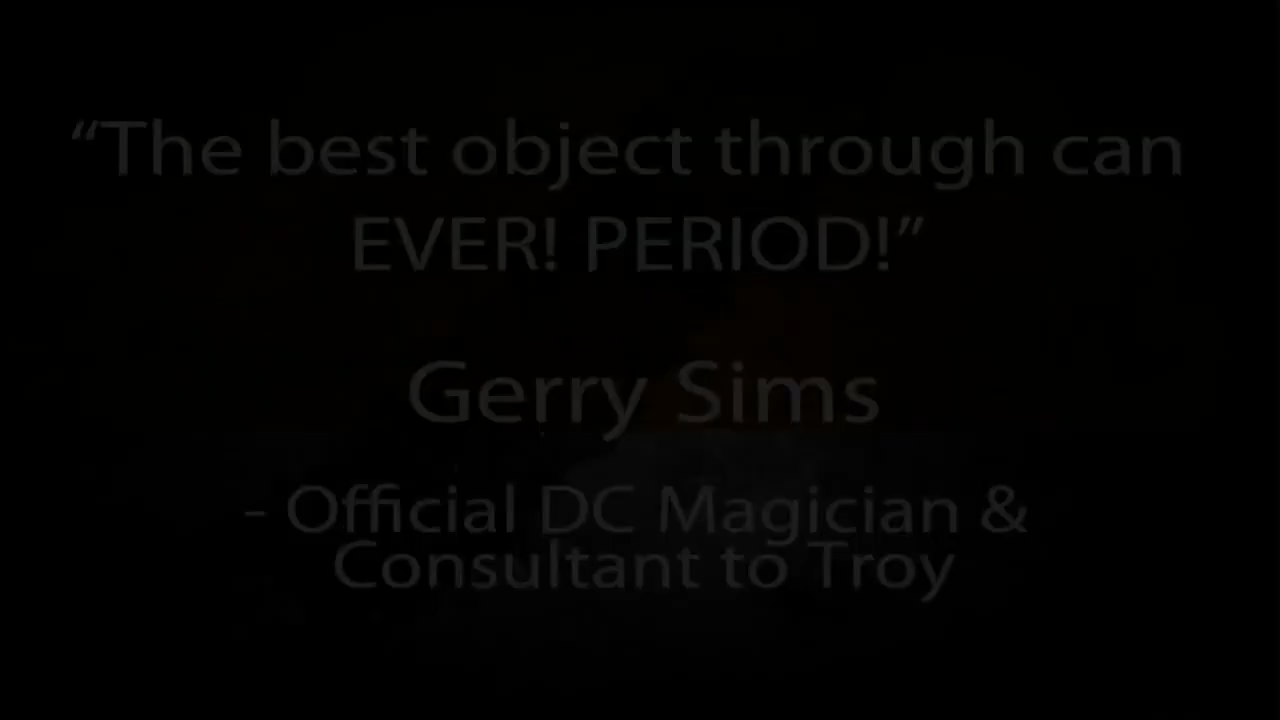 “The best object through can
EVER! PERIOD!”
Gerry Sims
- Official DC Magician &
Consultant to Troy